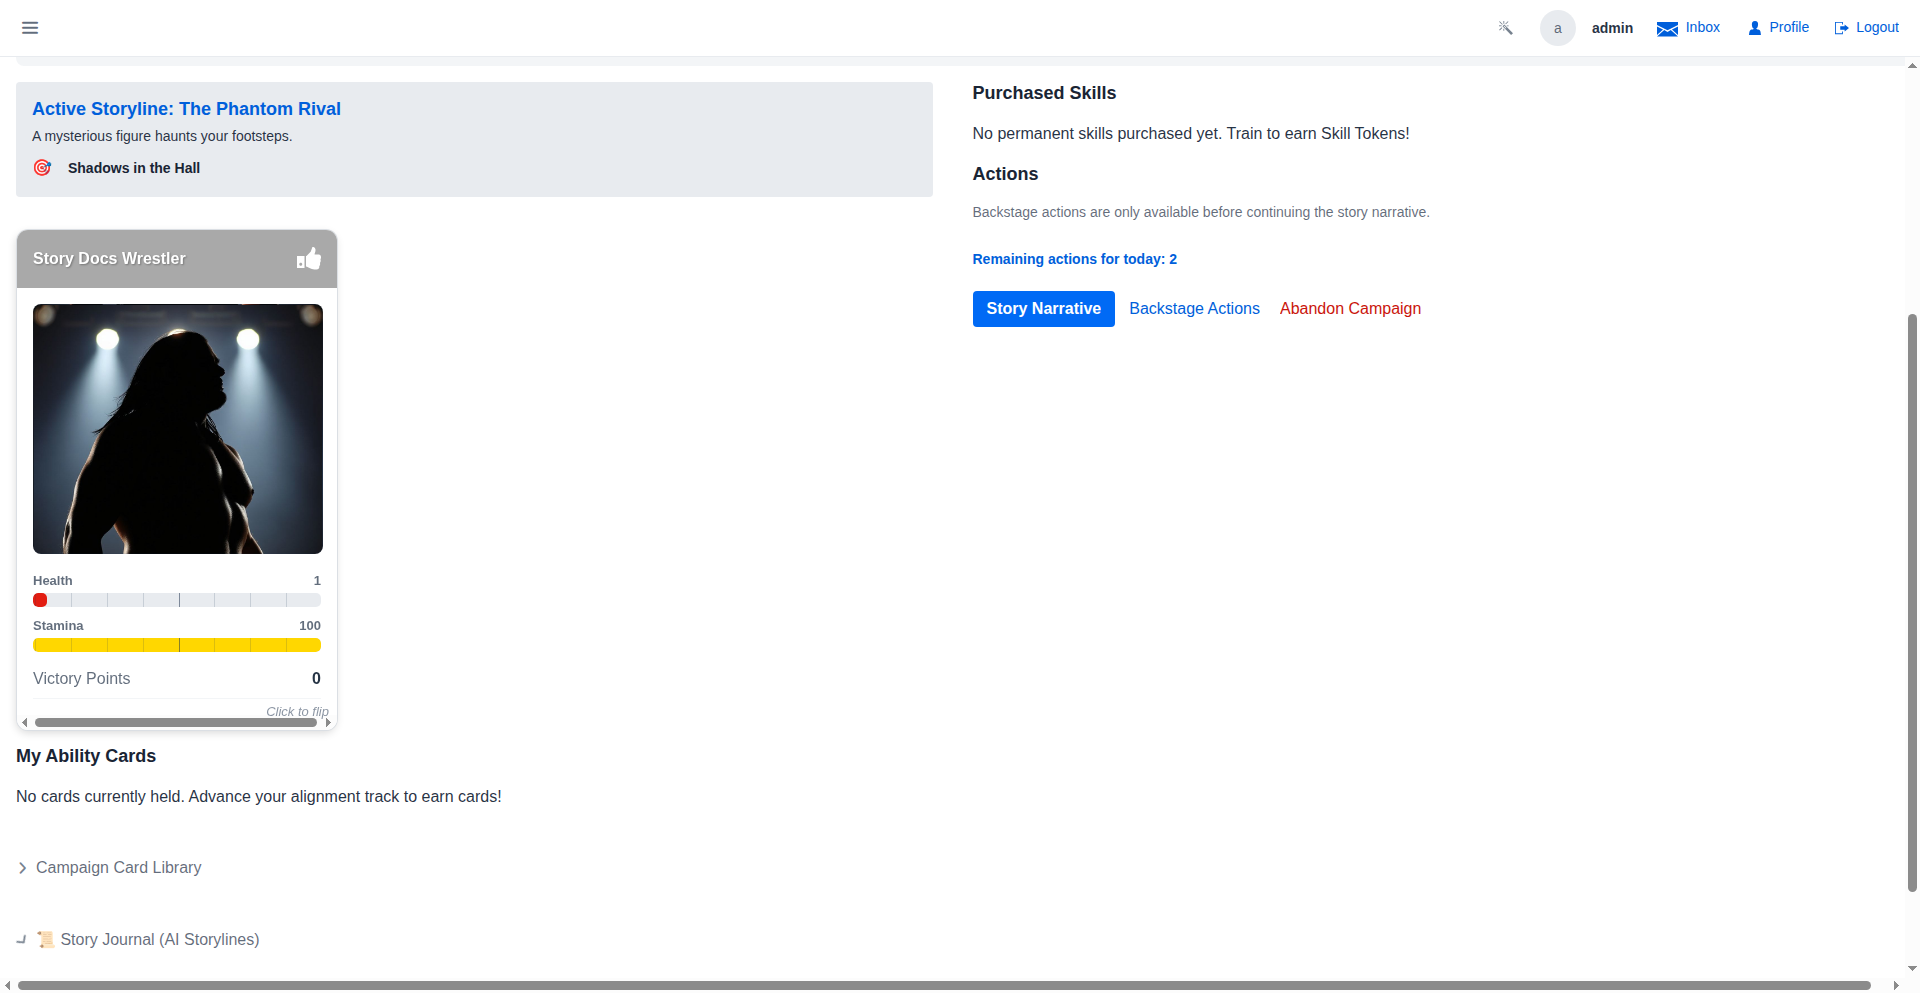 a
admin
Inbox
Profile
Logout
Active Storyline: The Phantom Rival
A mysterious figure haunts your footsteps.
Shadows in the Hall
Story Docs Wrestler
Health 1
Stamina 100
Victory Points 0
Click to flip
My Ability Cards
No cards currently held. Advance your alignment track to earn cards!
Campaign Card Library
Story Journal (AI Storylines)
Purchased Skills
No permanent skills purchased yet. Train to earn Skill Tokens!
Actions
Backstage actions are only available before continuing the story narrative.
Remaining actions for today: 2
Story Narrative
Backstage Actions
Abandon Campaign